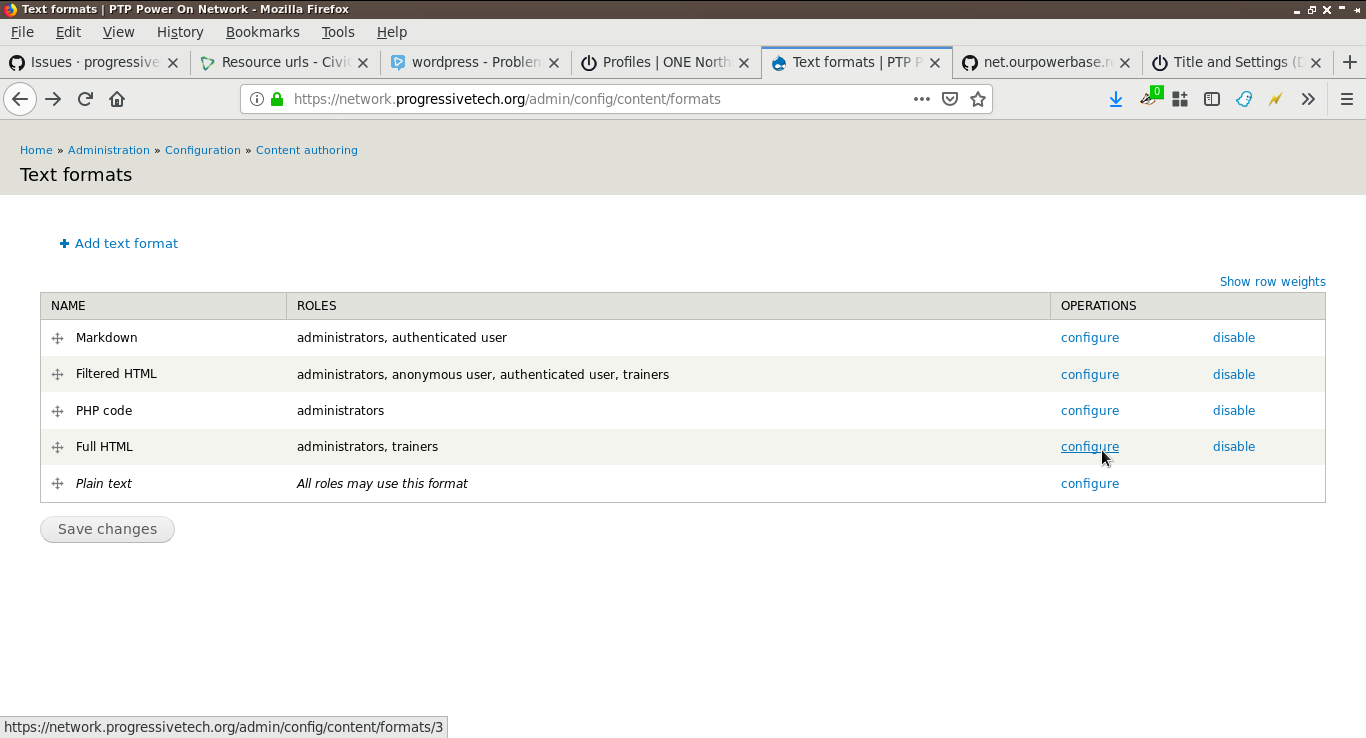 Text formats | PTP Power On Network - Mozilla Firefox
File Edit View History Bookmarks Tools Help
Issues · progressive Resource urls - Civi wordpress - Problem Profiles | ONE North Text formats | PTP P net.ourpowerbase.r Title and Settings (D
https://network.progressivetech.org/admin/config/content/formats 0
Home » Administration » Configuration » Content authoring
Text formats
Add text format
Show row weights
NAME ROLES OPERATIONS
Markdown administrators, authenticated user configure disable
Filtered HTML administrators, anonymous user, authenticated user, trainers configure disable
PHP code administrators configure disable
Full HTML administrators, trainers configure disable
Plain text All roles may use this format configure
Save changes
https://network.progressivetech.org/admin/config/content/formats/3